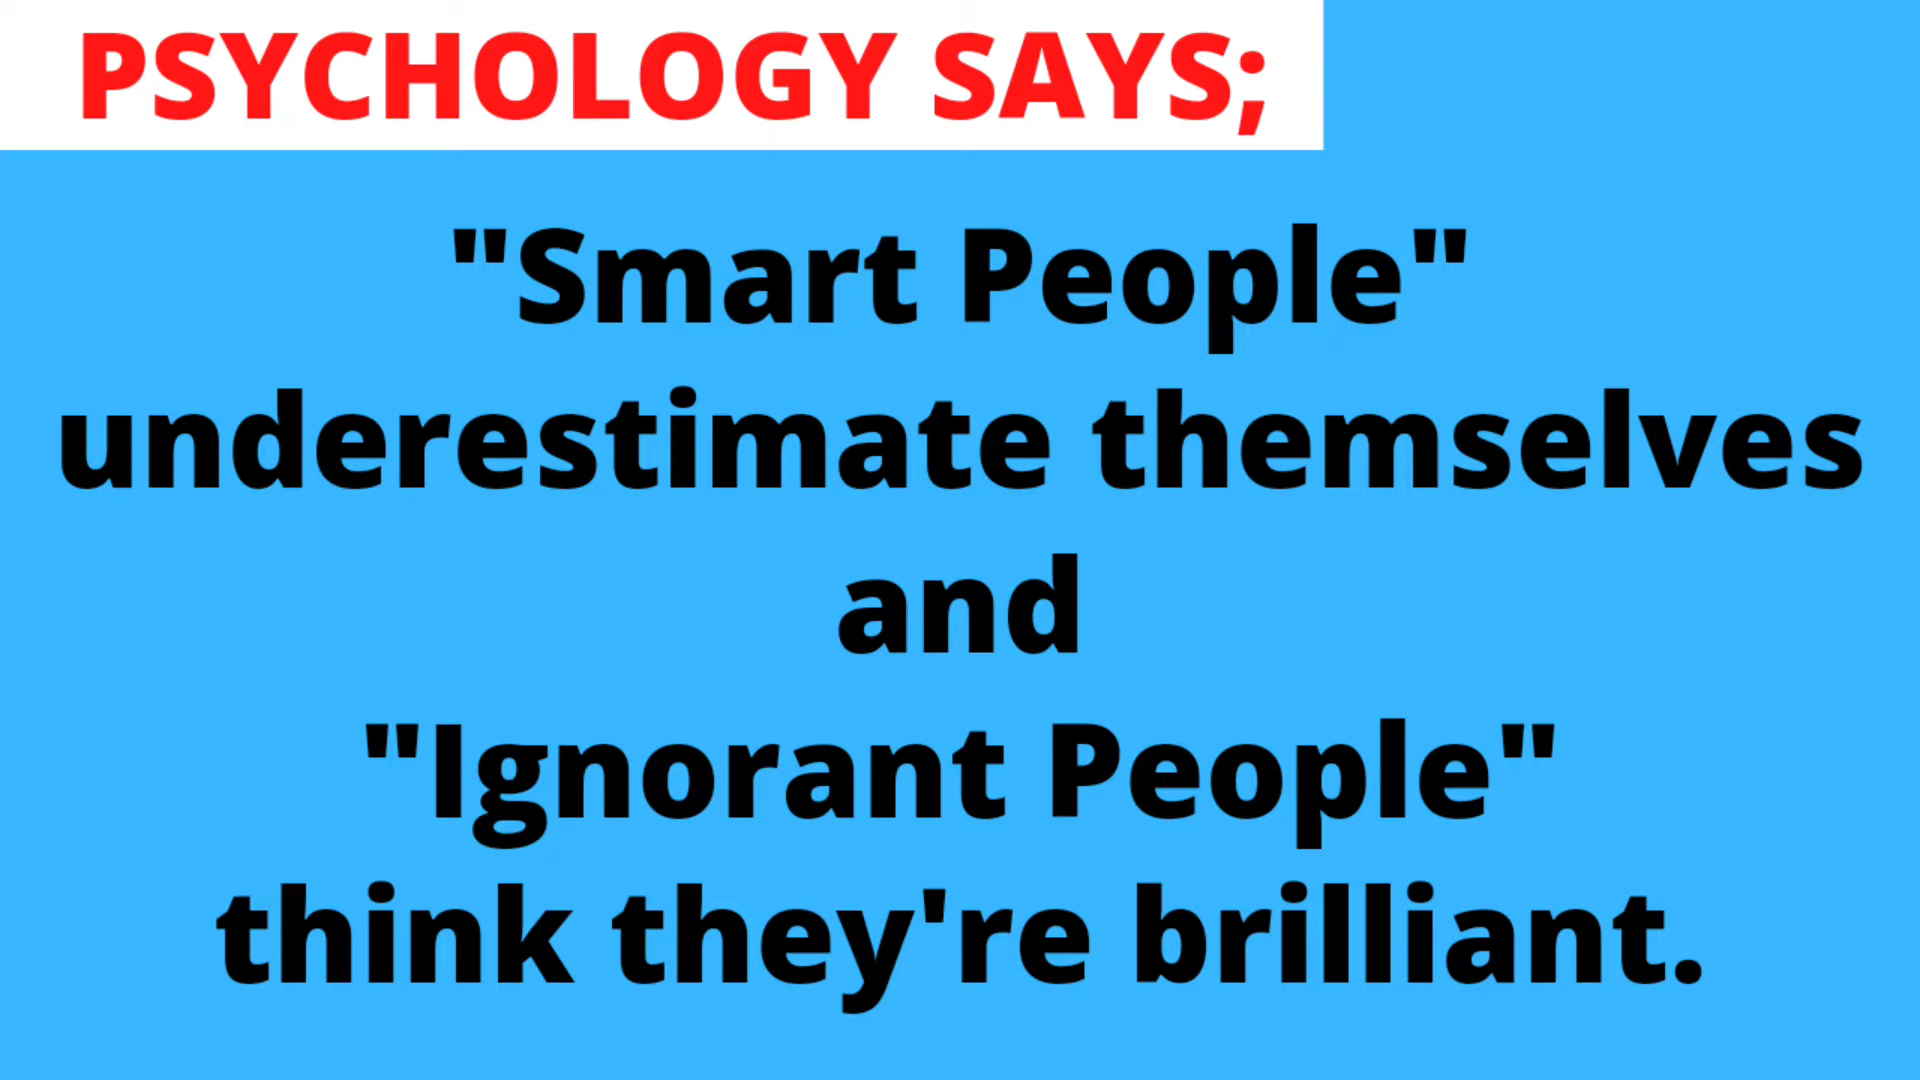 PSYCHOLOGY SAYS;
"Smart People"
underestimate themselves
and
"Ignorant People"
think they're brilliant.